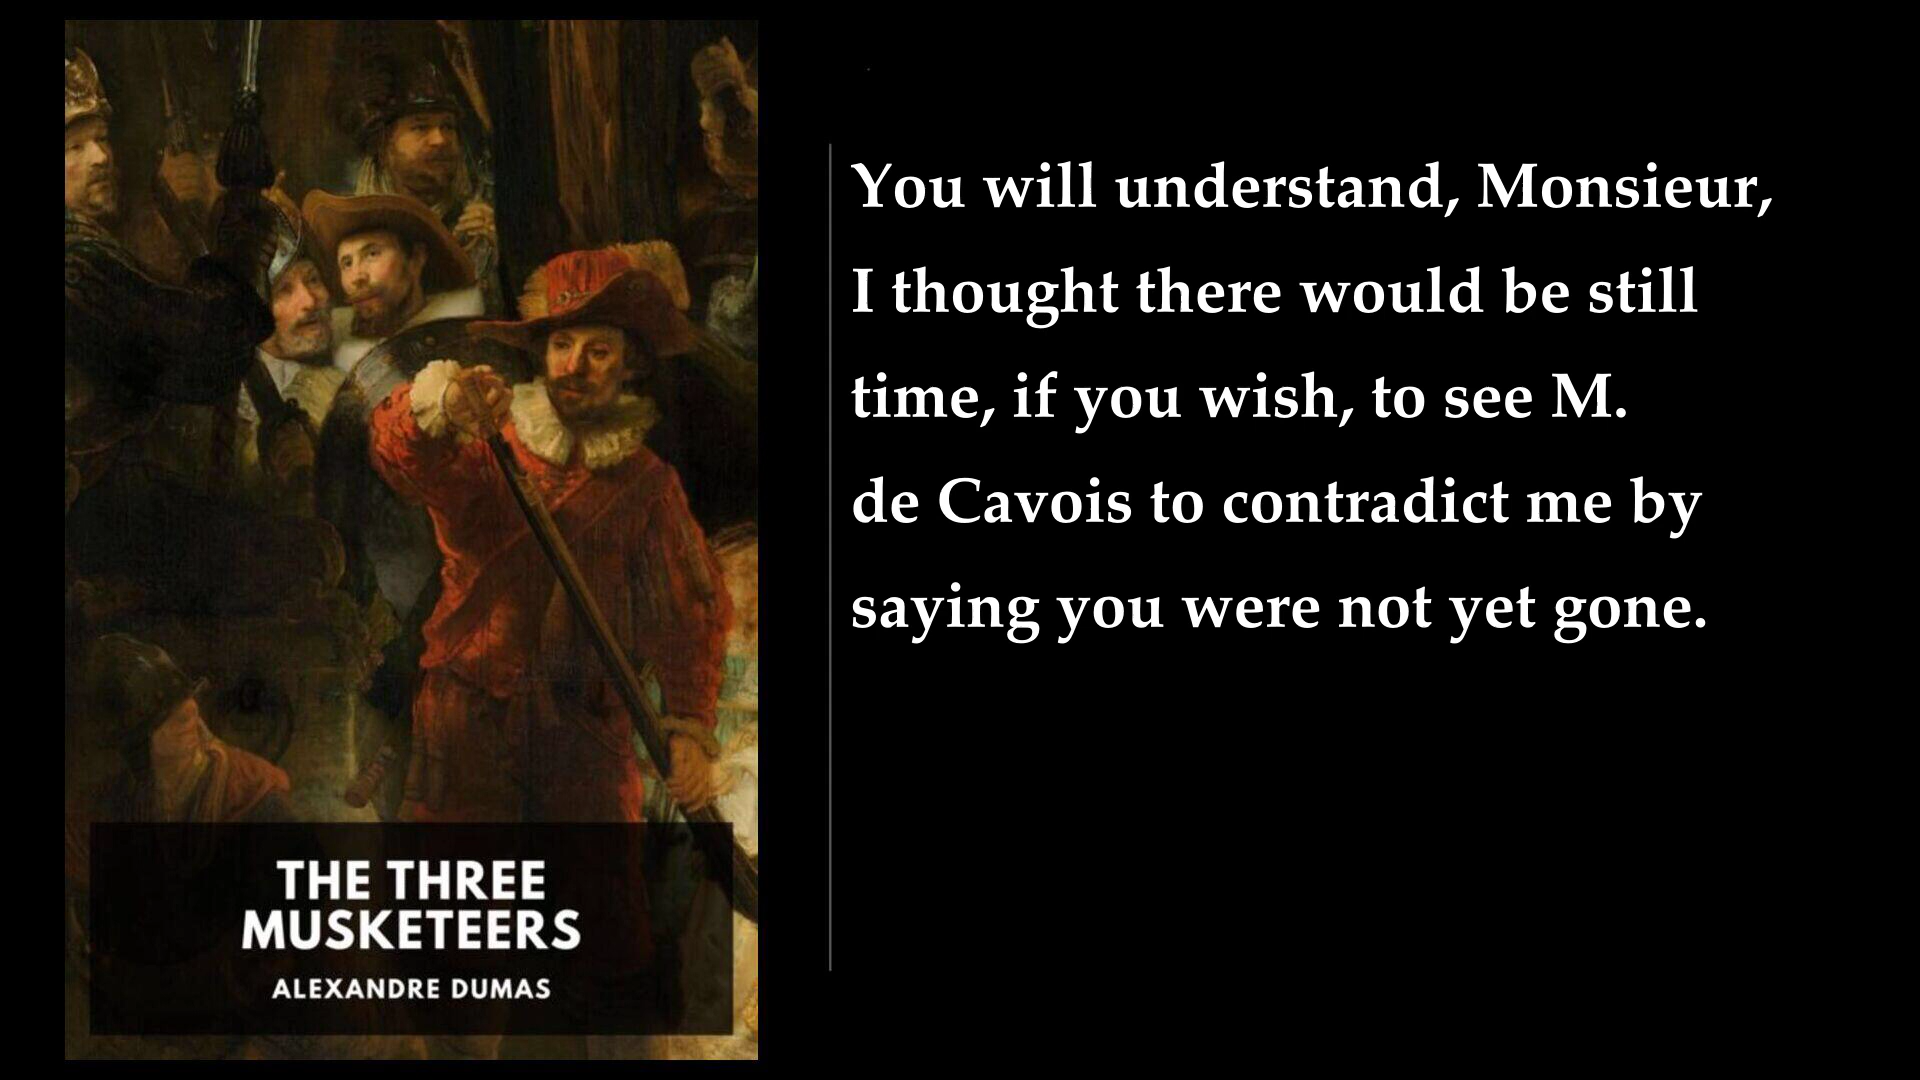 You will understand, Monsieur,
I thought there would be still
time, if you wish, to see M.
de Cavois to contradict me by
saying you were not yet gone.
THE THREE
MUSKETEERS
ALEXANDRE DUMAS